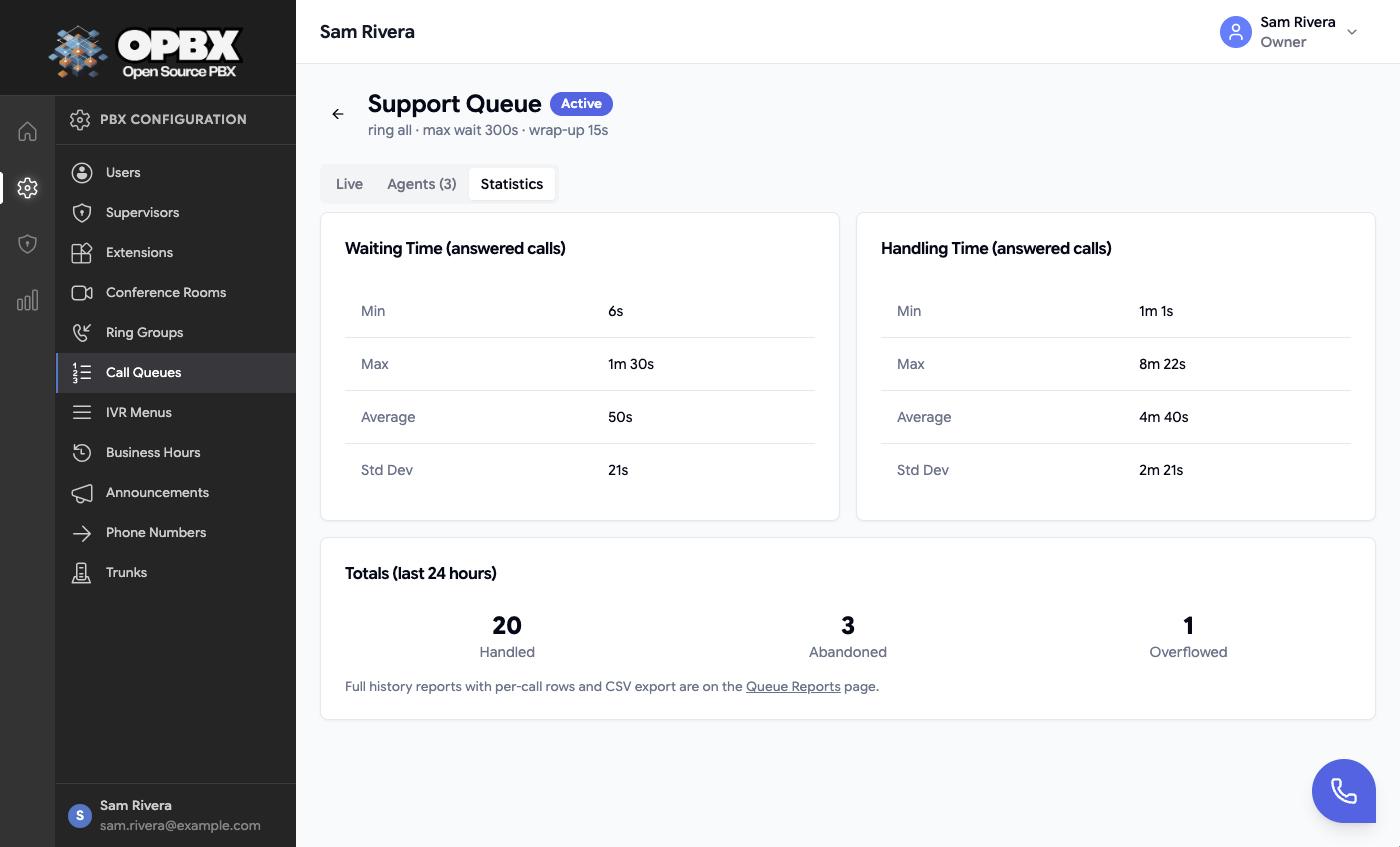 OPBX
Open Source PBX
Sam Rivera
Sam Rivera
Owner
PBX CONFIGURATION
Users
Supervisors
Extensions
Conference Rooms
Ring Groups
1
2
3
Call Queues
IVR Menus
Business Hours
Announcements
Phone Numbers
Trunks
S
Sam Rivera
sam.rivera@example.com
Support Queue Active
ring all · max wait 300s · wrap-up 15s
Live Agents (3) Statistics
Waiting Time (answered calls)
Min 6s
Max 1m 30s
Average 50s
Std Dev 21s
Handling Time (answered calls)
Min 1m 1s
Max 8m 22s
Average 4m 40s
Std Dev 2m 21s
Totals (last 24 hours)
20 3 1
Handled Abandoned Overflowed
Full history reports with per-call rows and CSV export are on the Queue Reports page.